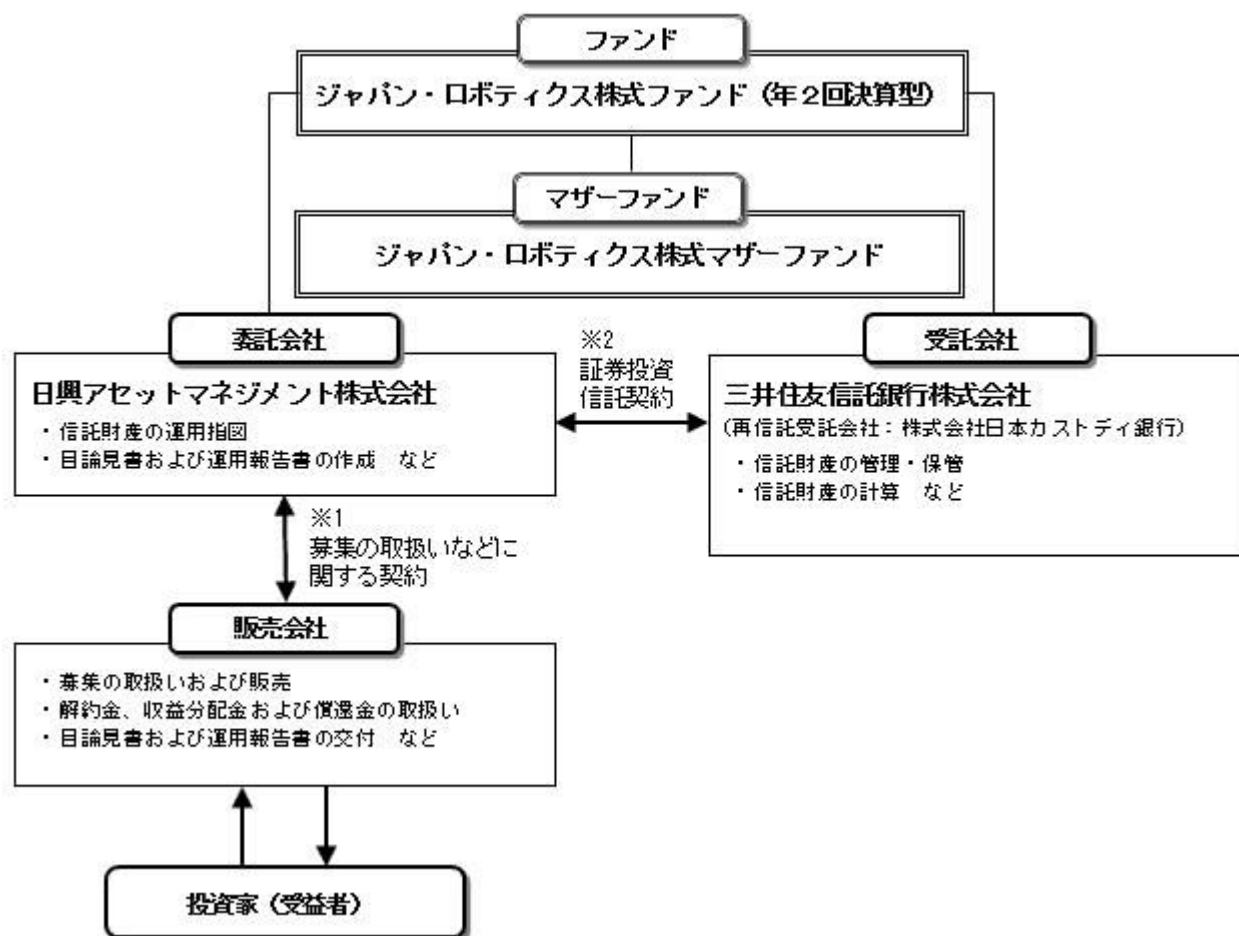 ファンド
ジャパン・ロボティクス株式ファンド（年２回決算型）
マザーファンド
ジャパン・ロボティクス株式マザーファンド
委託会社
日興アセットマネジメント株式会社
・信託財産の運用指図
・目論見書および運用報告書の作成　など
※2
証券投資
信託契約
受託会社
三井住友信託銀行株式会社
（再信託受託会社：株式会社日本カストディ銀行）
・信託財産の管理・保管
・信託財産の計算　など
※1
募集の取扱いなどに
関する契約
販売会社
・募集の取扱いおよび販売
・解約金、収益分配金および償還金の取扱い
・目論見書および運用報告書の交付　など
投資家（受益者）